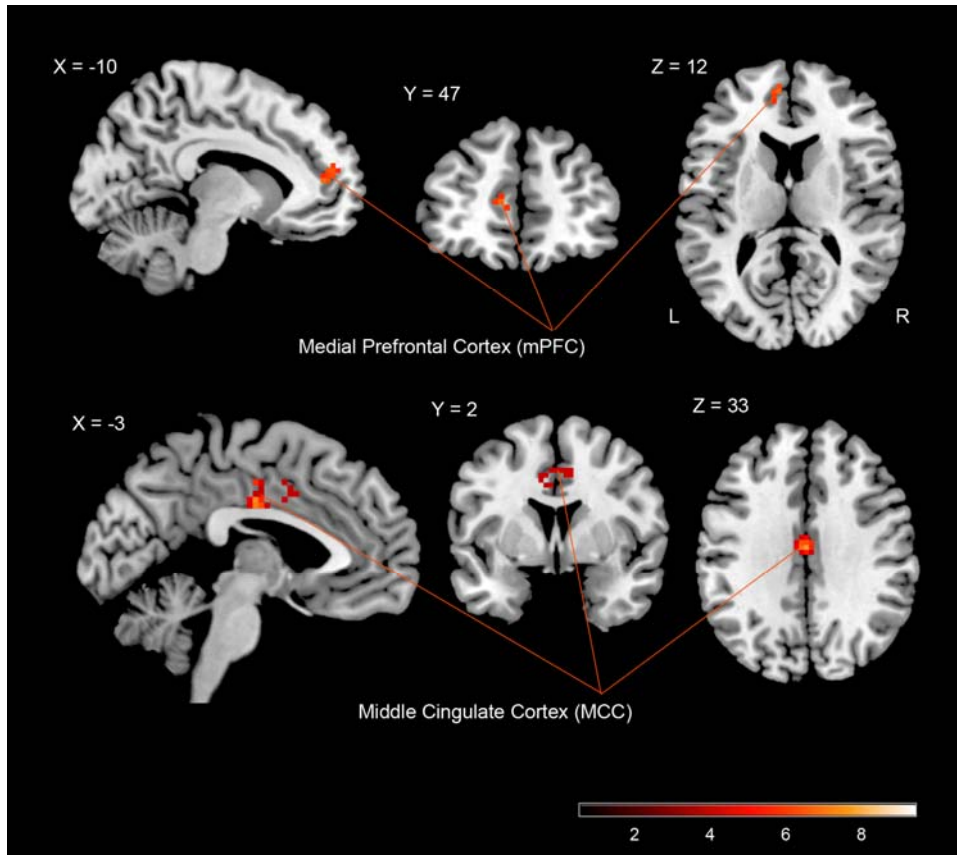 X = -10
Y = 47
Z = 12
L
R
Medial Prefrontal Cortex (mPFC)
X = -3
Y = 2
Z = 33
Middle Cingulate Cortex (MCC)
2 4 6 8